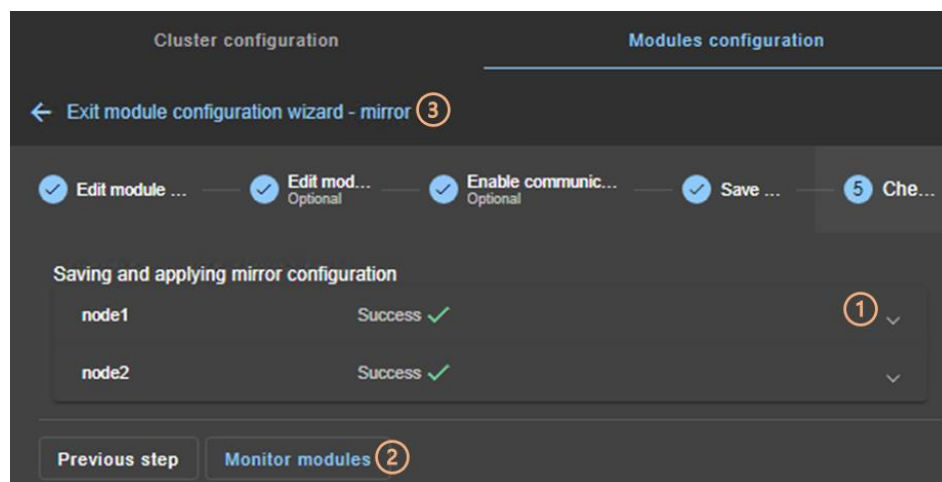 Cluster configuration Modules configuration
← Exit module configuration wizard - mirror ③
Edit module ... Edit mod... Enable communic... Save ... 5 Che...
Optional Optional
Saving and applying mirror configuration
node1 Success ✓ ①
node2 Success ✓
Previous step Monitor modules ②